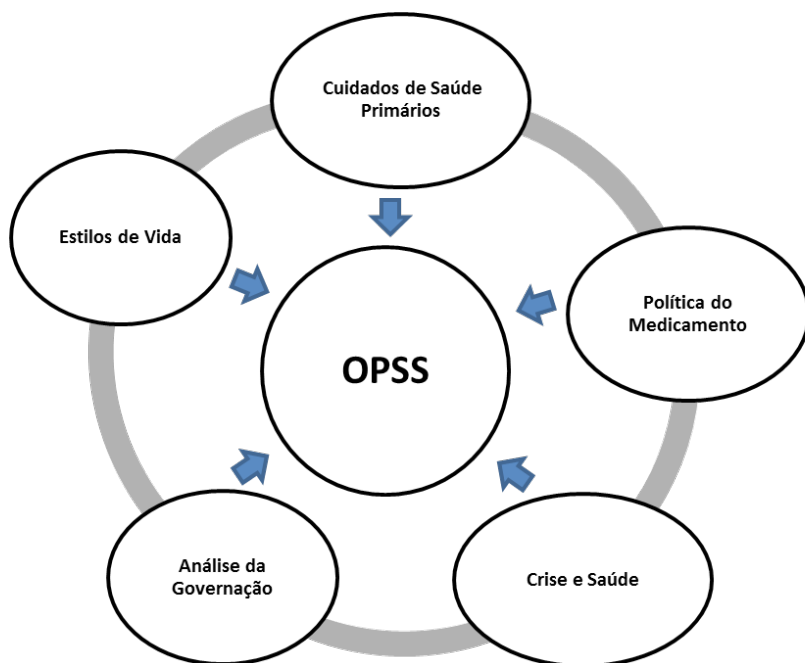 Cuidados de Saúde
Primários
Estilos de Vida
Política do
Medicamento
OPSS
Análise da
Governação
Crise e Saúde